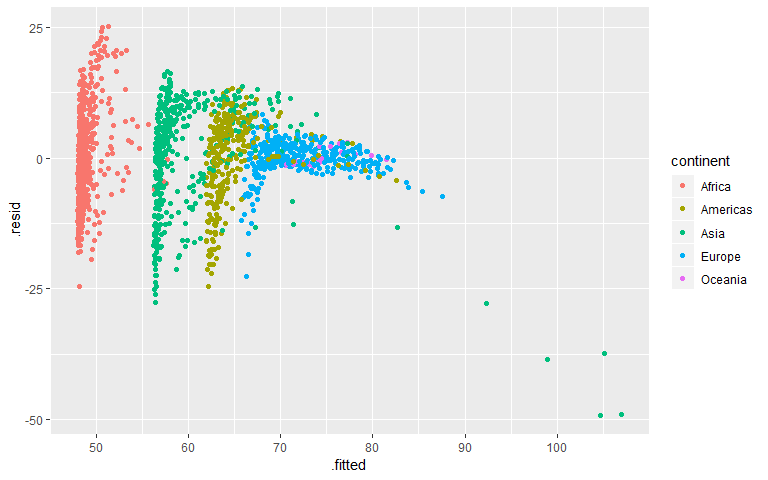 25
0
-25
-50
.resid
50
60
70
80
90
100
.fitted
continent
Africa
Americas
Asia
Europe
Oceania